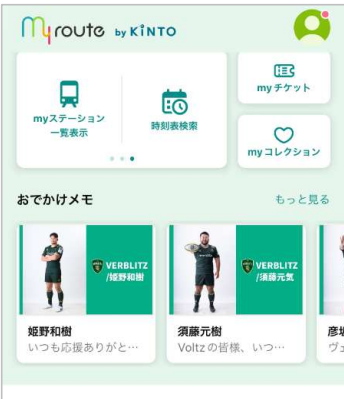 my route by KINTO
myステーション
一覧表示
時刻表検索
myチケット
myコレクション
おでかけメモ
もっと見る
VERBLITZ
/姫野和樹
VERBLITZ
/須藤元気
姫野和樹
いつも応援ありがと…
須藤元樹
Voltzの皆様、いつ…
ヴェ